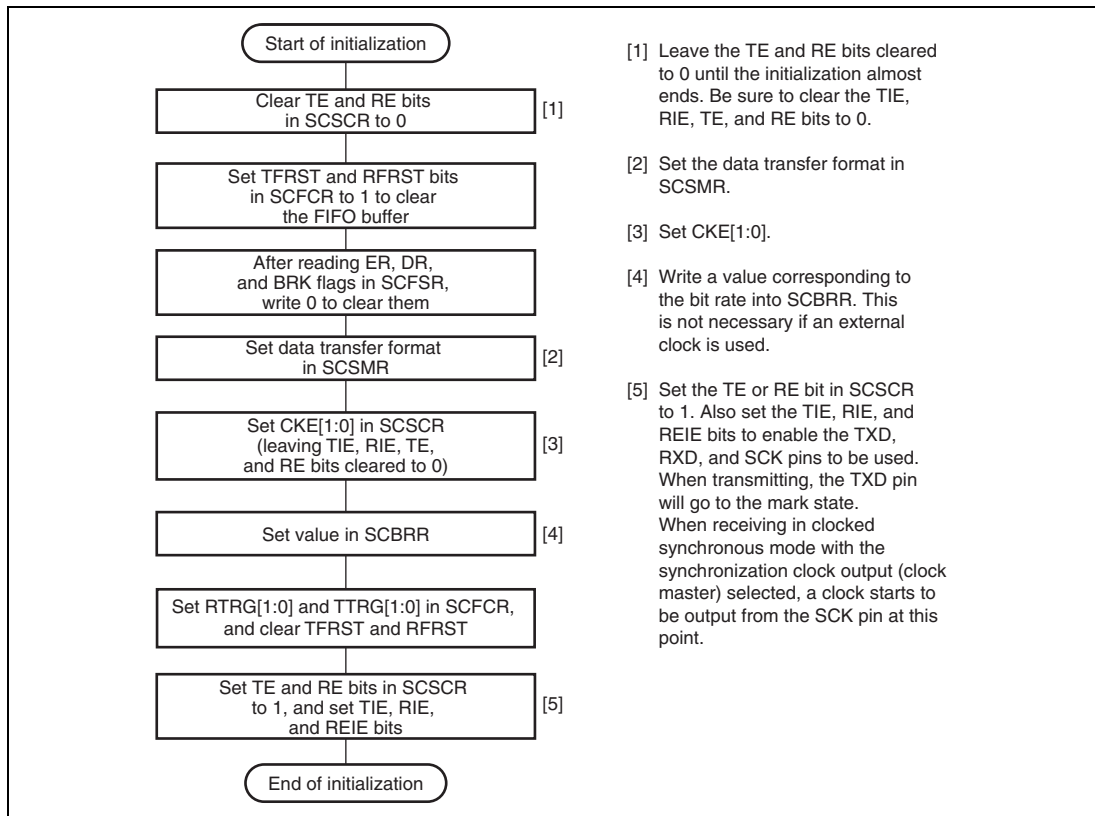 Start of initialization
Clear TE and RE bits
in SCSCR to 0
[1]
Set TFRST and RFRST bits
in SCFCR to 1 to clear
the FIFO buffer
After reading ER, DR,
and BRK flags in SCFSR,
write 0 to clear them
Set data transfer format
in SCSMR
[2]
Set CKE[1:0] in SCSCR
(leaving TIE, RIE, TE,
and RE bits cleared to 0)
[3]
Set value in SCBRR
[4]
Set RTRG[1:0] and TTRG[1:0] in SCFCR,
and clear TFRST and RFRST
Set TE and RE bits in SCSCR
to 1, and set TIE, RIE,
and REIE bits
[5]
End of initialization
[1] Leave the TE and RE bits cleared
to 0 until the initialization almost
ends. Be sure to clear the TIE,
RIE, TE, and RE bits to 0.
[2] Set the data transfer format in
SCSMR.
[3] Set CKE[1:0].
[4] Write a value corresponding to
the bit rate into SCBRR. This
is not necessary if an external
clock is used.
[5] Set the TE or RE bit in SCSCR
to 1. Also set the TIE, RIE, and
REIE bits to enable the TXD,
RXD, and SCK pins to be used.
When transmitting, the TXD pin
will go to the mark state.
When receiving in clocked
synchronous mode with the
synchronization clock output (clock
master) selected, a clock starts to
be output from the SCK pin at this
point.